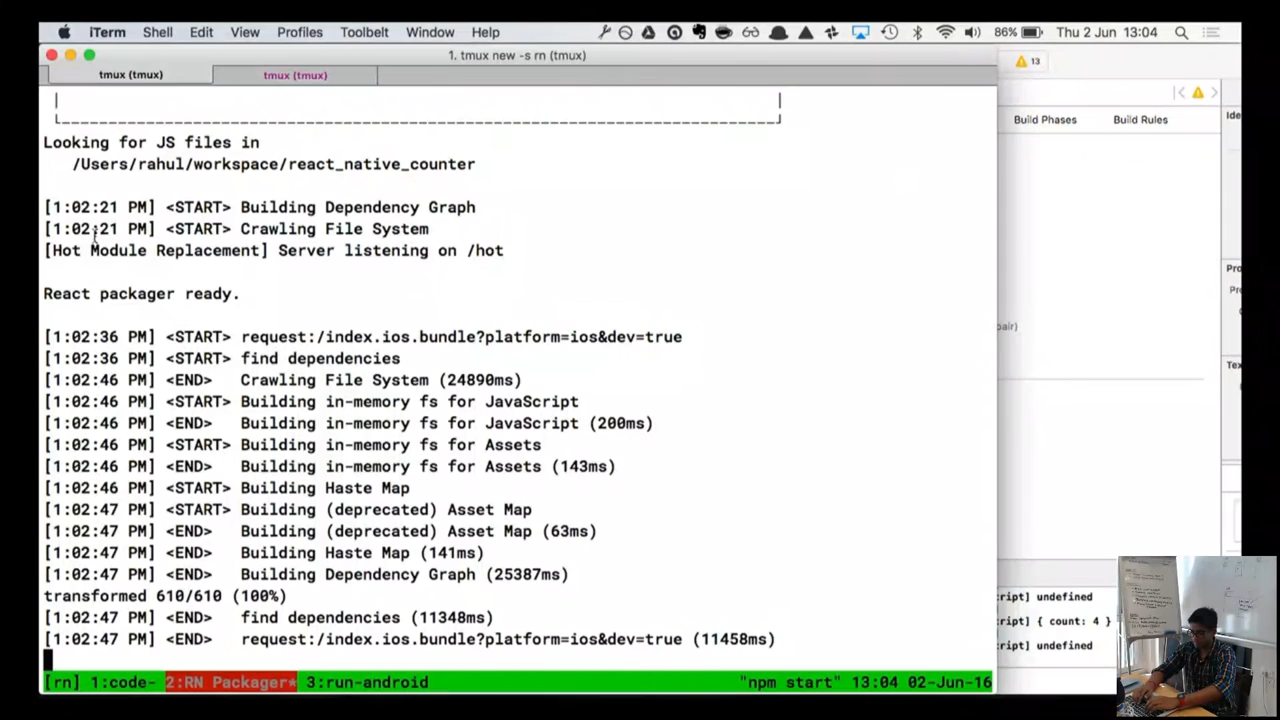 iTerm Shell Edit View Profiles Toolbelt Window Help 86% Thu 2 Jun 13:04
1. tmux new -s rn (tmux)
tmux (tmux) tmux (tmux)
13
Build Phases Build Rules
Looking for JS files in
/Users/rahul/workspace/react_native_counter
[1:02:21 PM] <START> Building Dependency Graph
[1:02:21 PM] <START> Crawling File System
[Hot Module Replacement] Server listening on /hot
React packager ready.
[1:02:36 PM] <START> request:/index.ios.bundle?platform=ios&dev=true
[1:02:36 PM] <START> find dependencies
[1:02:46 PM] <END> Crawling File System (24890ms)
[1:02:46 PM] <START> Building in-memory fs for JavaScript
[1:02:46 PM] <END> Building in-memory fs for JavaScript (200ms)
[1:02:46 PM] <START> Building in-memory fs for Assets
[1:02:46 PM] <END> Building in-memory fs for Assets (143ms)
[1:02:46 PM] <START> Building Haste Map
[1:02:47 PM] <START> Building (deprecated) Asset Map
[1:02:47 PM] <END> Building (deprecated) Asset Map (63ms)
[1:02:47 PM] <END> Building Haste Map (141ms)
[1:02:47 PM] <END> Building Dependency Graph (25387ms)
transformed 610/610 (100%)
[1:02:47 PM] <END> find dependencies (11348ms)
[1:02:47 PM] <END> request:/index.ios.bundle?platform=ios&dev=true (11458ms)
[rn] 1:code- 2:RN Packager* 3:run-android "npm start" 13:04 02-Jun-16
pair)
cript] undefined
cript] { count: 4 }
cript] undefined